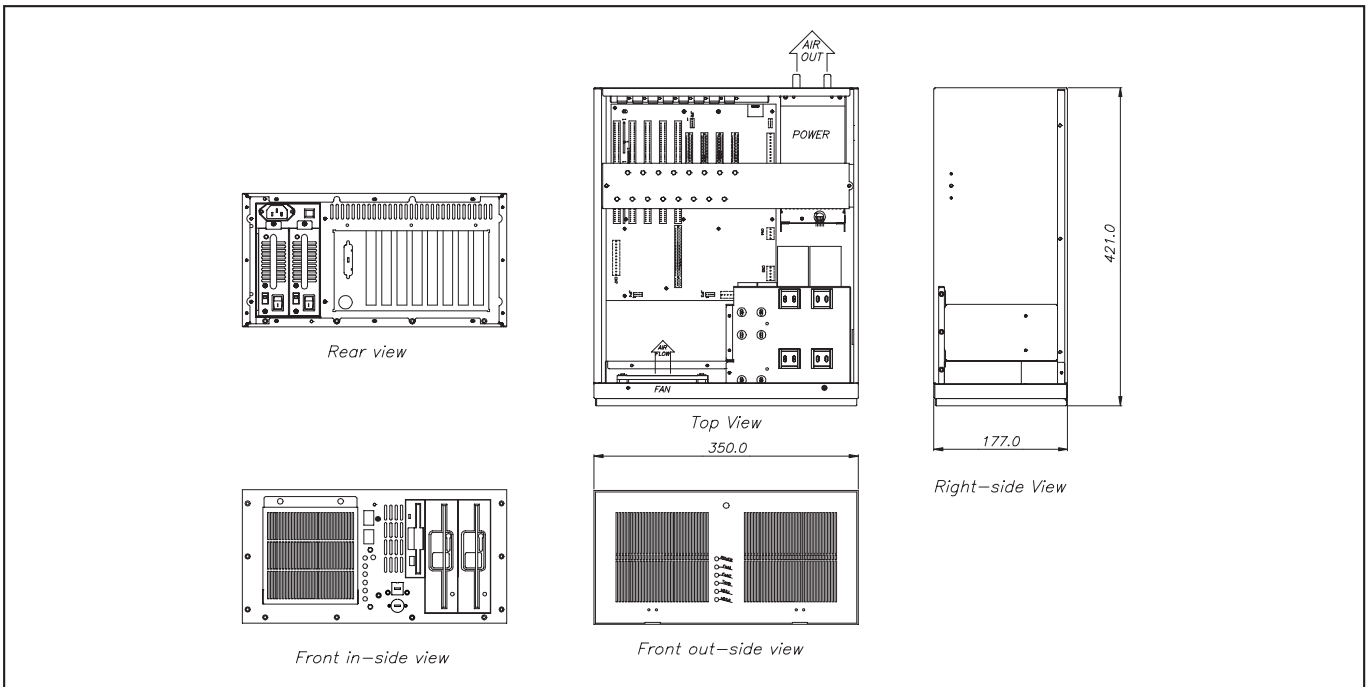 AIR
OUT
POWER
421.0
Rear view
AIR
FLOW
FAN
Top View
350.0
177.0
Right-side View
Front in-side view
Front out-side view